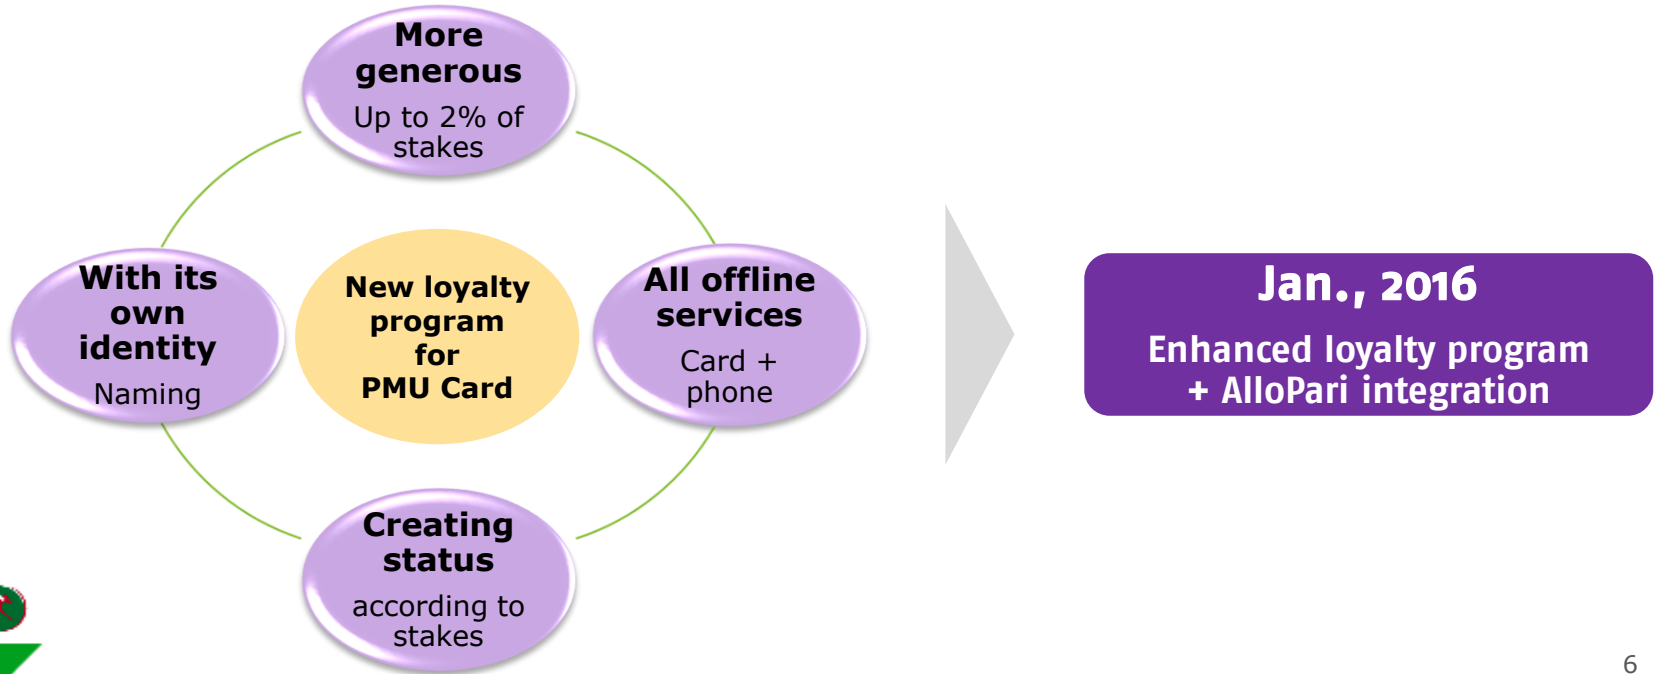 More
generous
Up to 2% of
stakes
With its
own
identity
Naming
New loyalty
program
for
PMU Card
All offline
services
Card +
phone
Creating
status
according to
stakes
Jan., 2016
Enhanced loyalty program
+ AlloPari integration
6